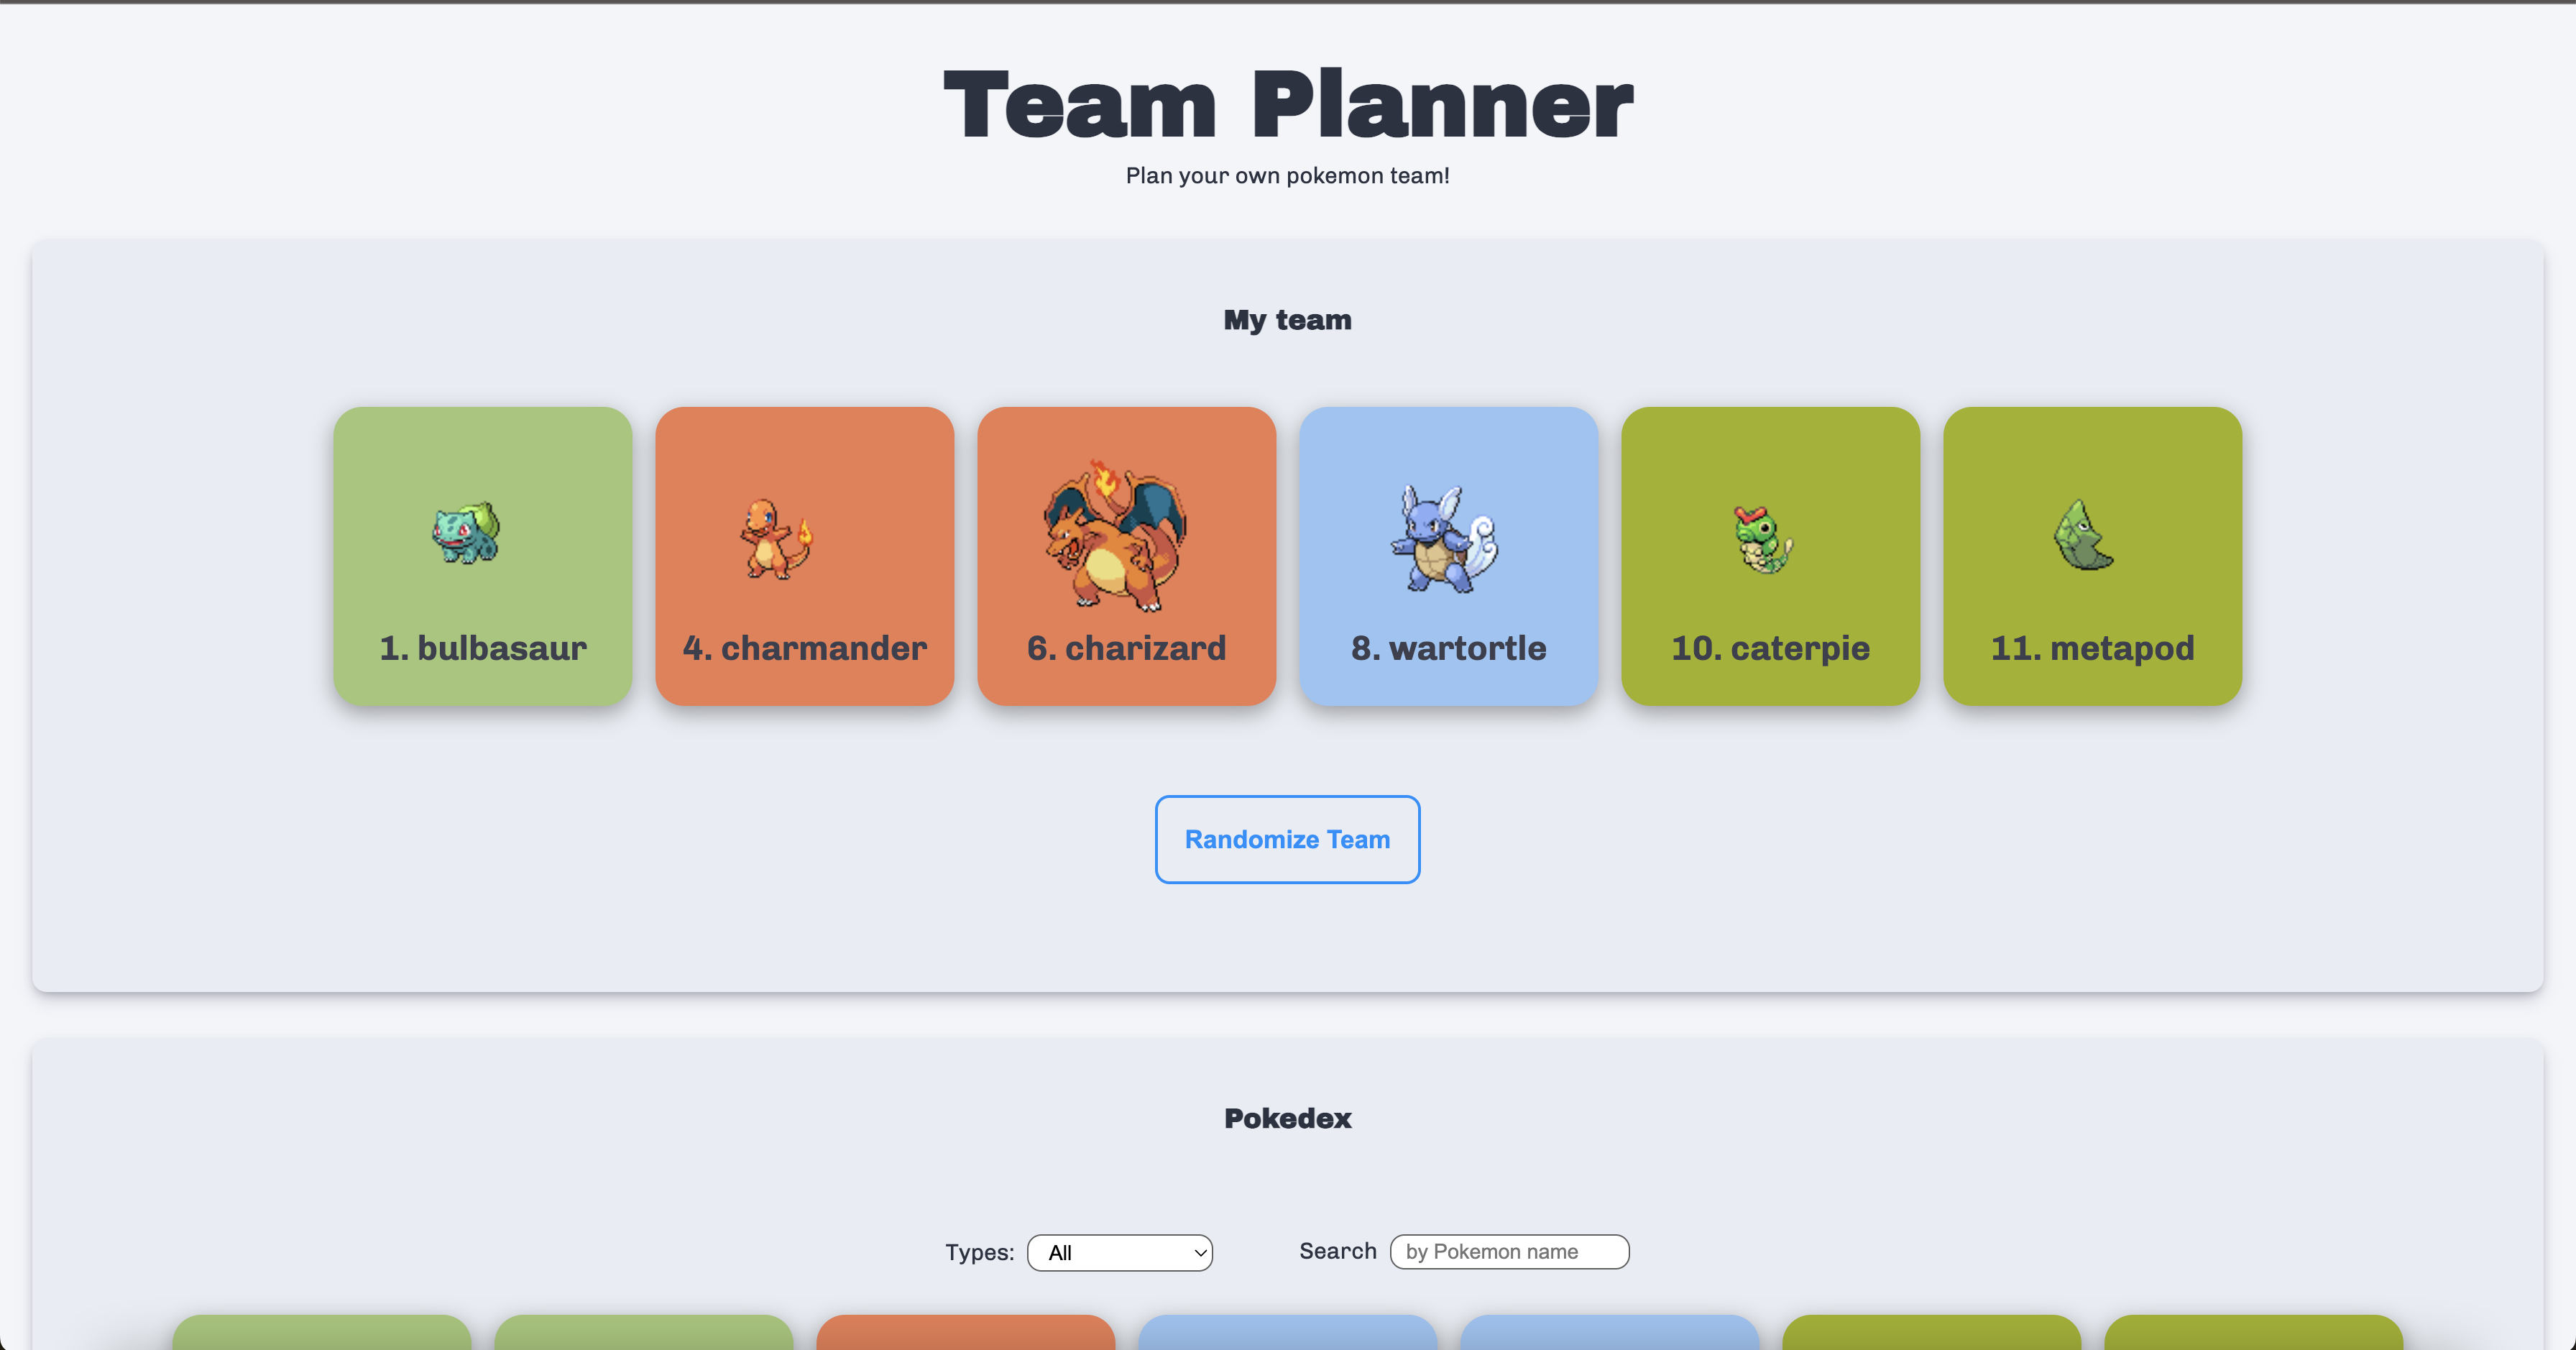 Team Planner
Plan your own pokemon team!
My team
1. bulbasaur
4. charmander
6. charizard
8. wartortle
10. caterpie
11. metapod
Randomize Team
Pokedex
Types: All
Search by Pokemon name